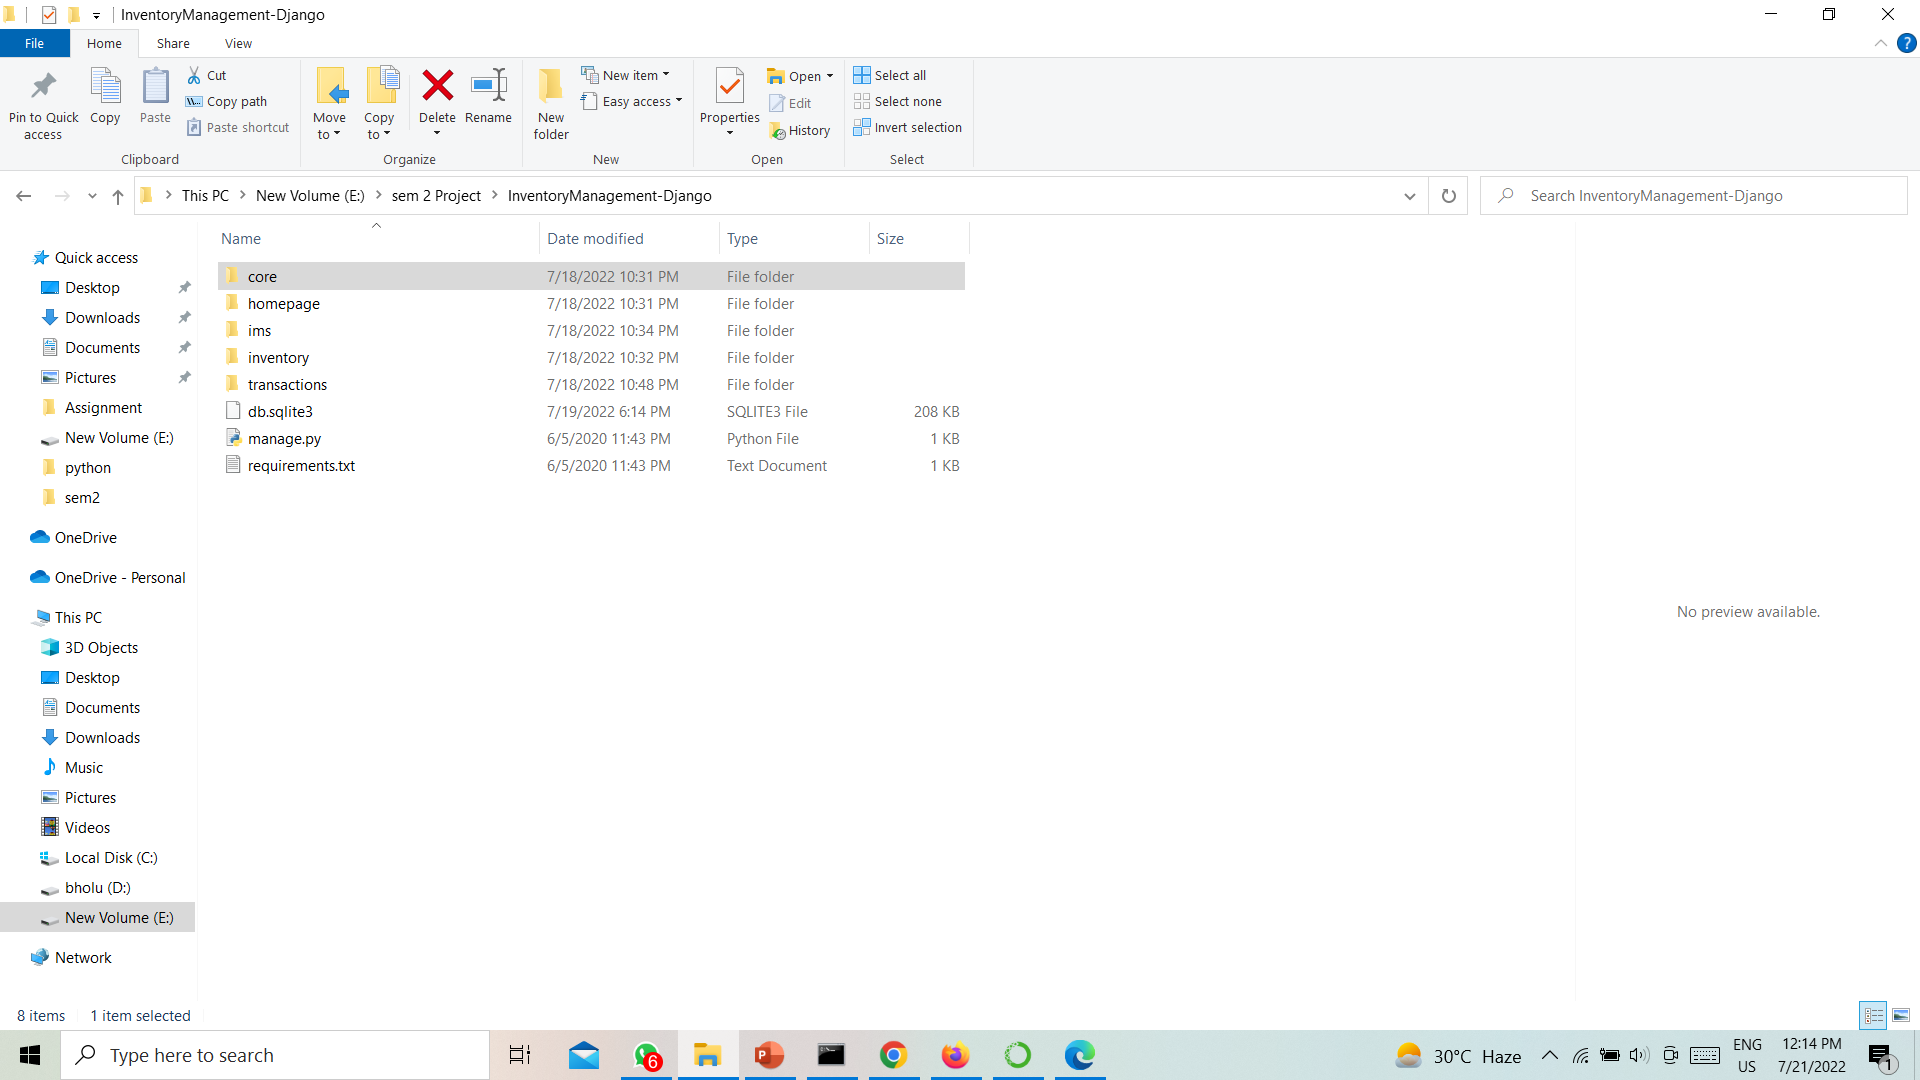 InventoryManagement-Django
File Home Share View
Pin to Quick access
Copy
Paste
Cut
Copy path
Paste shortcut
Clipboard
Move to
Copy to
Delete
Rename
Organize
New folder
New item
Easy access
New
Properties
Open
Edit
History
Open
Select all
Select none
Invert selection
Select
This PC New Volume (E:) sem 2 Project InventoryManagement-Django
Search InventoryManagement-Django
Quick access
Desktop
Downloads
Documents
Pictures
Assignment
New Volume (E:)
python
sem2
OneDrive
OneDrive - Personal
This PC
3D Objects
Desktop
Documents
Downloads
Music
Pictures
Videos
Local Disk (C:)
bholu (D:)
New Volume (E:)
Network
Name Date modified Type Size
core 7/18/2022 10:31 PM File folder
homepage 7/18/2022 10:31 PM File folder
ims 7/18/2022 10:34 PM File folder
inventory 7/18/2022 10:32 PM File folder
transactions 7/18/2022 10:48 PM File folder
db.sqlite3 7/19/2022 6:14 PM SQLITE3 File 208 KB
manage.py 6/5/2020 11:43 PM Python File 1 KB
requirements.txt 6/5/2020 11:43 PM Text Document 1 KB
No preview available.
8 items 1 item selected
Type here to search
6
P
30°C Haze
ENG
US
12:14 PM
7/21/2022
1